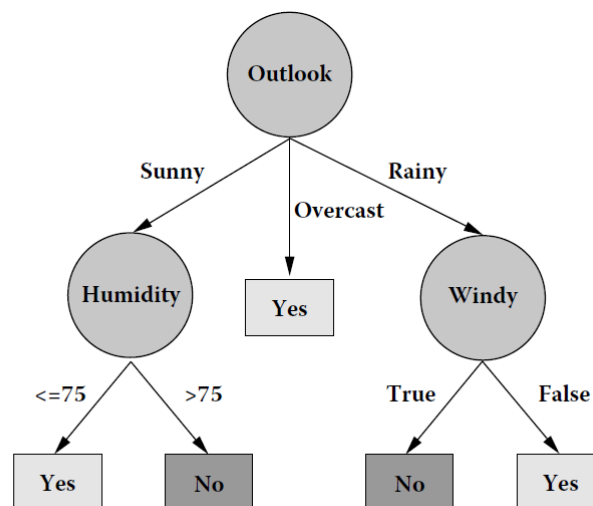 Outlook
Sunny
Rainy
Overcast
Humidity
Yes
Windy
<=75
>75
True
False
Yes
No
No
Yes